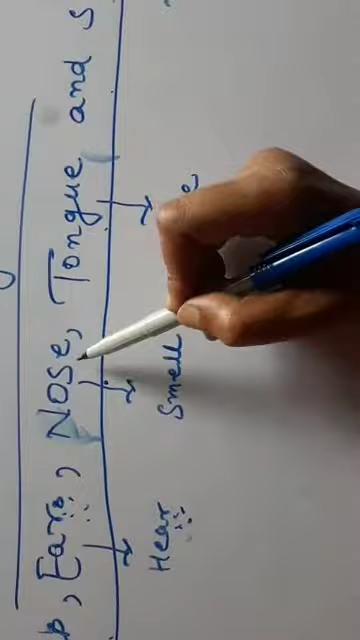 , Ears, Nose, Tongue and s
Hear Smell